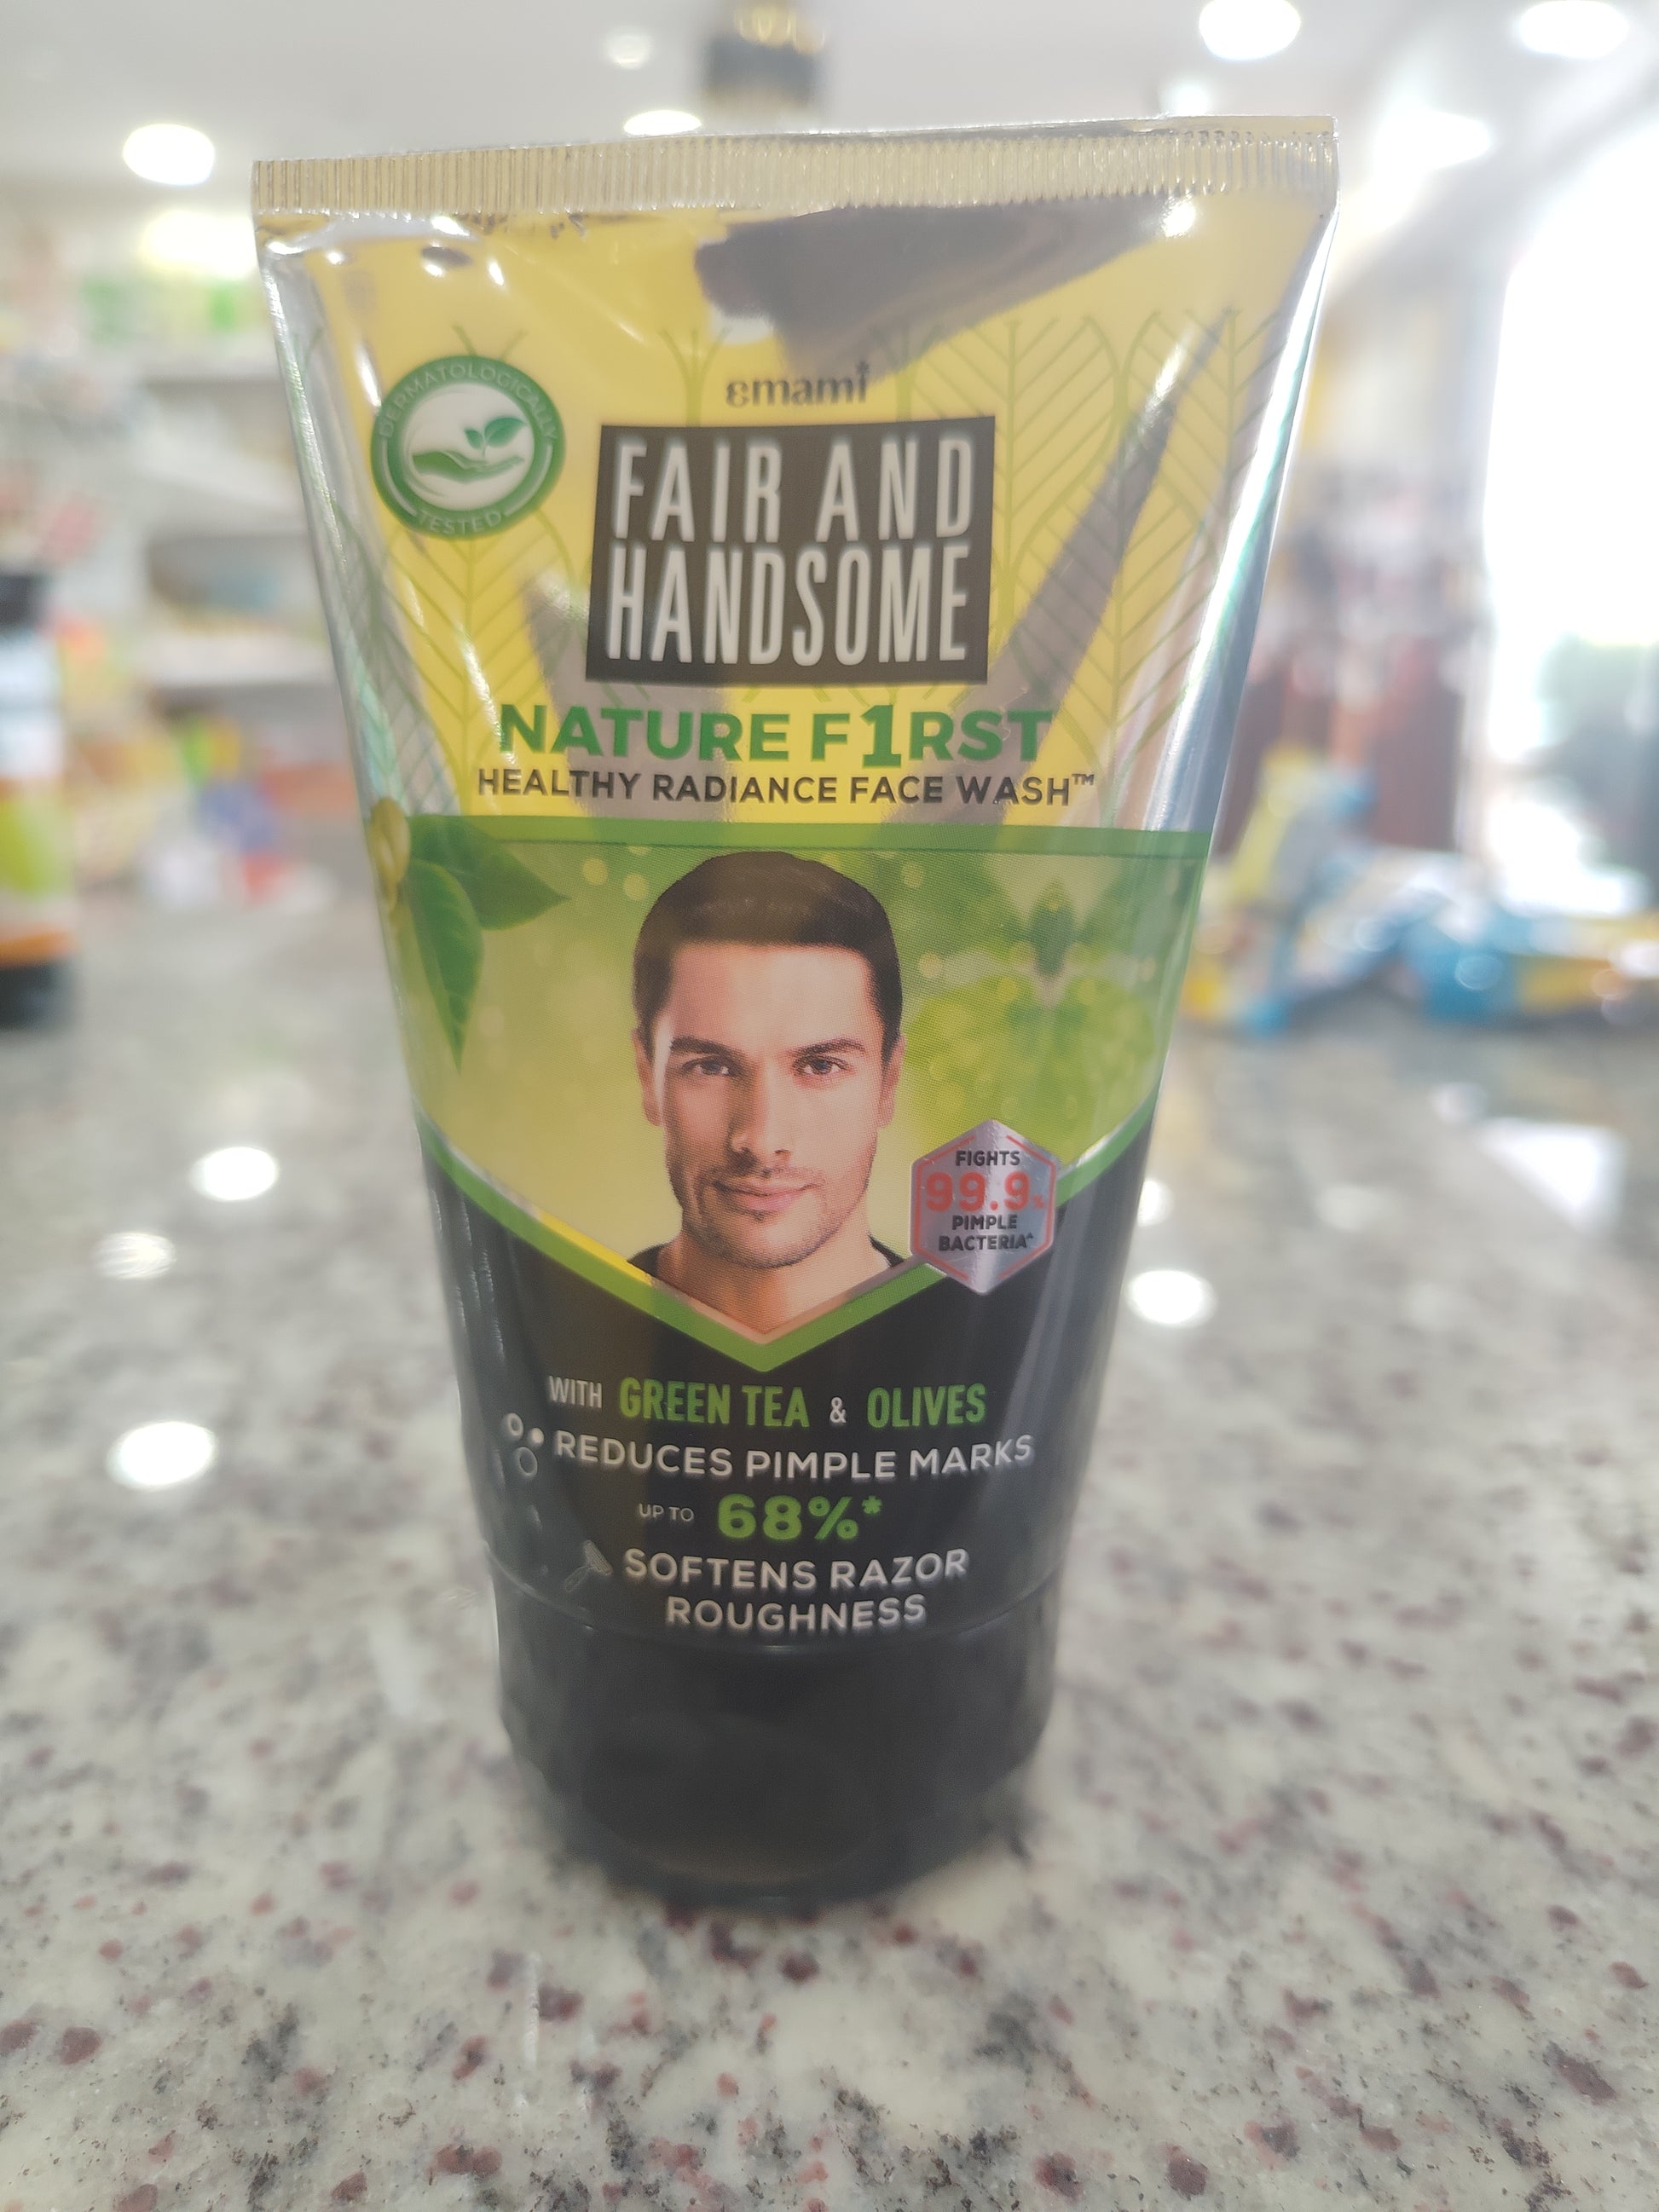 emami
DERMATOLOGICALLY
TESTED
FAIR AND
HANDSOME
NATURE F1RST
HEALTHY RADIANCE FACE WASH™
FIGHTS
99.9%
PIMPLE
BACTERIA^
WITH GREEN TEA & OLIVES
REDUCES PIMPLE MARKS
UP TO 68%*
SOFTENS RAZOR
ROUGHNESS